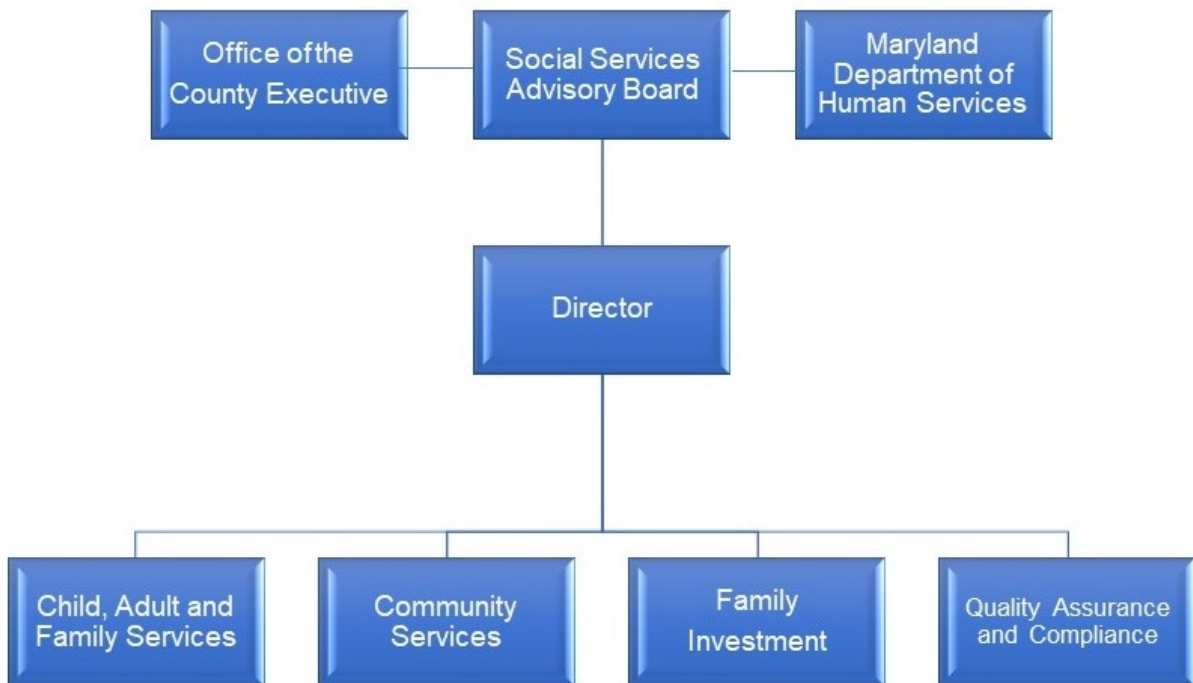 Office of the
County Executive
Social Services
Advisory Board
Maryland
Department of
Human Services
Director
Child, Adult and
Family Services
Community
Services
Family
Investment
Quality Assurance
and Compliance